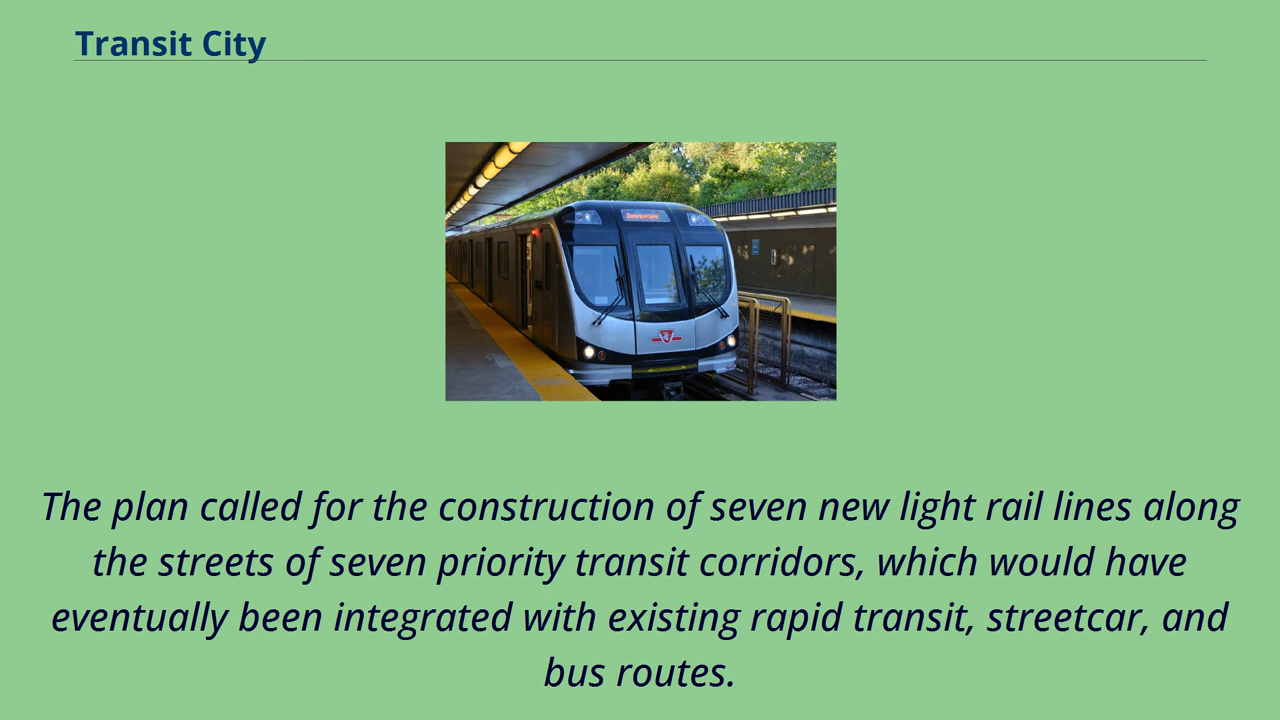 Transit City
Downsview
The plan called for the construction of seven new light rail lines along
the streets of seven priority transit corridors, which would have
eventually been integrated with existing rapid transit, streetcar, and
bus routes.